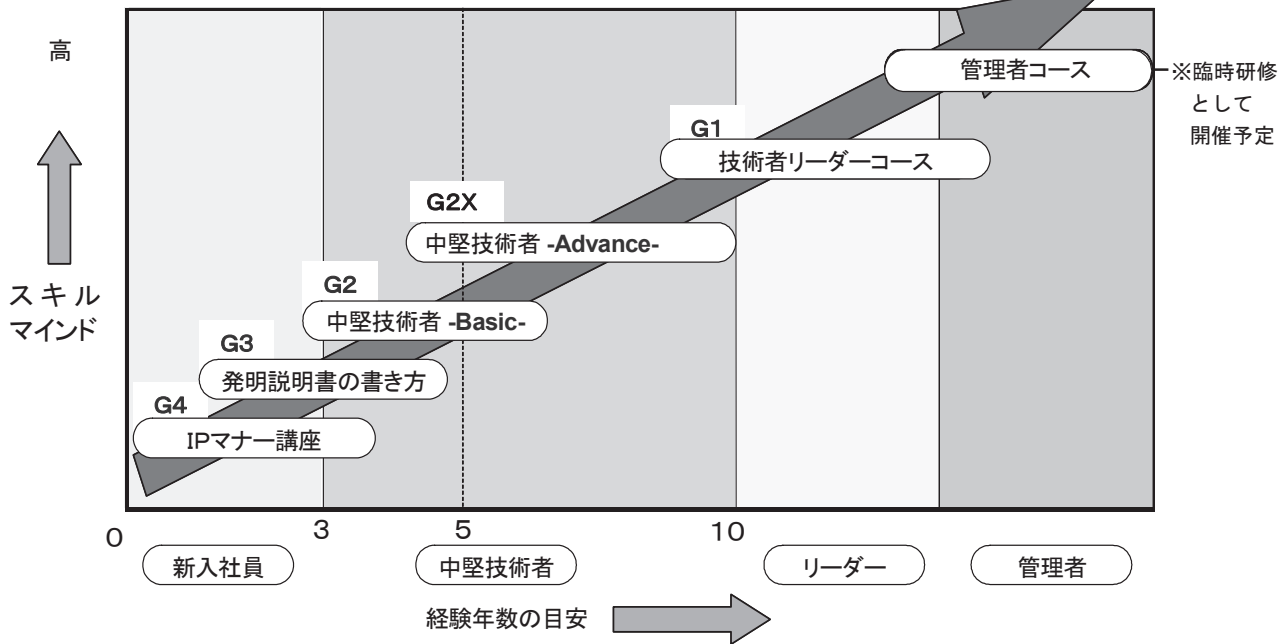 高
スキル
マインド
管理者コース
※臨時研修
として
開催予定
G1
技術者リーダーコース
G2X
中堅技術者 -Advance-
G2
中堅技術者 -Basic-
G3
発明説明書の書き方
G4
IPマナー講座
0
3
5
10
新入社員
中堅技術者
リーダー
管理者
経験年数の目安